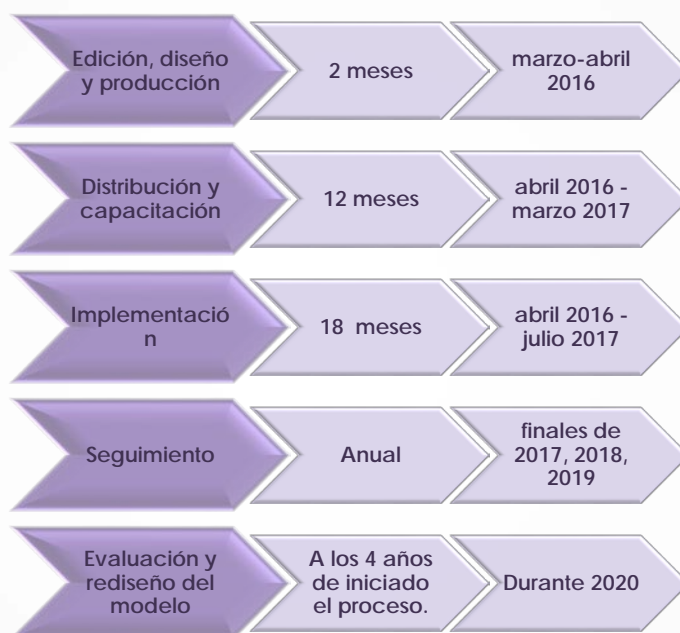 Edición, diseño
y producción
2 meses
marzo-abril
2016
Distribución y
capacitación
12 meses
abril 2016 -
marzo 2017
Implementació
n
18 meses
abril 2016 -
julio 2017
Seguimiento
Anual
finales de
2017, 2018,
2019
Evaluación y
rediseño del
modelo
A los 4 años
de iniciado
el proceso.
Durante 2020